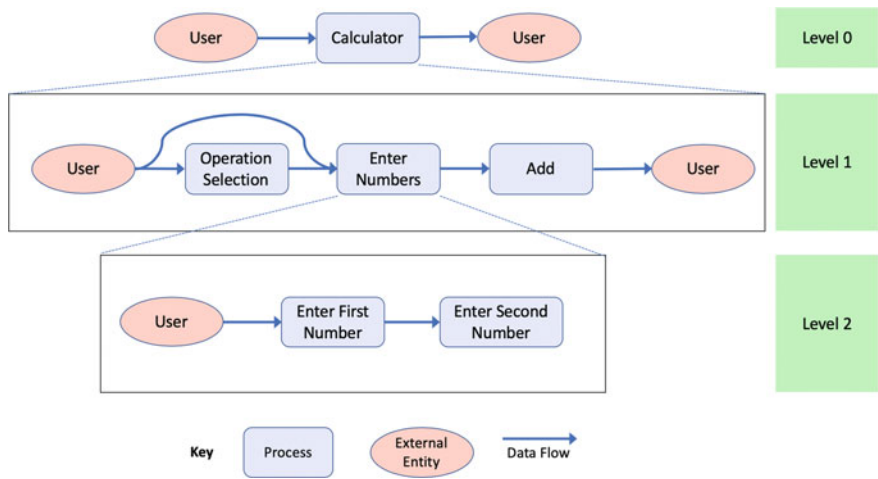 User
Calculator
User
Level 0
User
Operation
Selection
Enter
Numbers
Add
User
Level 1
User
Enter First
Number
Enter Second
Number
Level 2
Key
Process
External
Entity
Data Flow